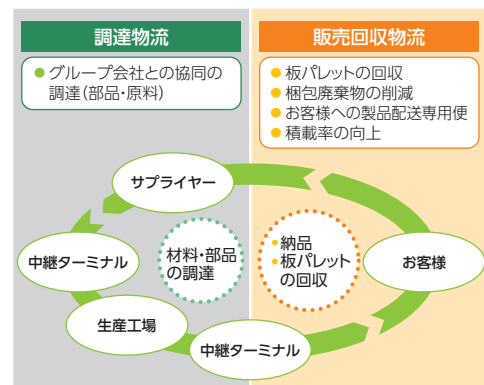 調達物流
●グループ会社との協同の
調達(部品・原料)
販売回収物流
●板パレットの回収
●梱包廃棄物の削減
●お客様への製品配送専用便
●積載率の向上
サプライヤー
中継ターミナル
材料・部品
の調達
●納品
●板パレット
の回収
お客様
生産工場
中継ターミナル